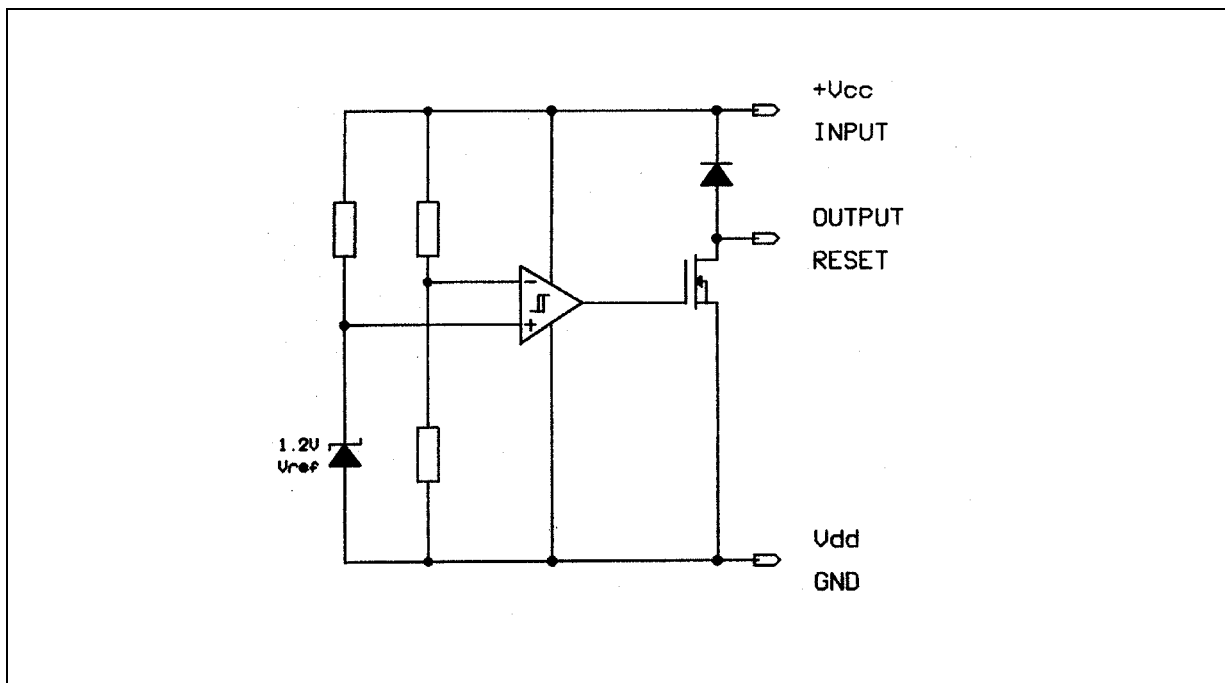 +Vcc
INPUT
OUTPUT
RESET
-
+
1.2V
Vref
Vdd
GND